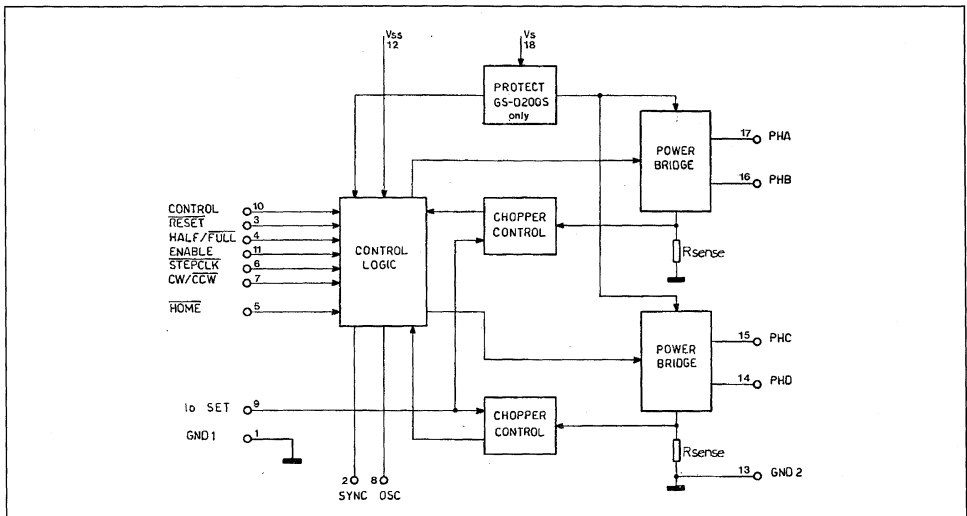 Vss
12
Vs
18
PROTECT
GS-D200S
only
17 PHA
POWER
BRIDGE
16 PHB
CONTROL 10
RESET 3
HALF/FULL 4
ENABLE 11
STEPCLK 6
CW/CCW 7
HOME 5
CONTROL
LOGIC
CHOPPER
CONTROL
Rsense
15 PHC
POWER
BRIDGE
14 PHD
Io SET 9
GND1 1
CHOPPER
CONTROL
Rsense
13 GND2
2 8
SYNC OSC